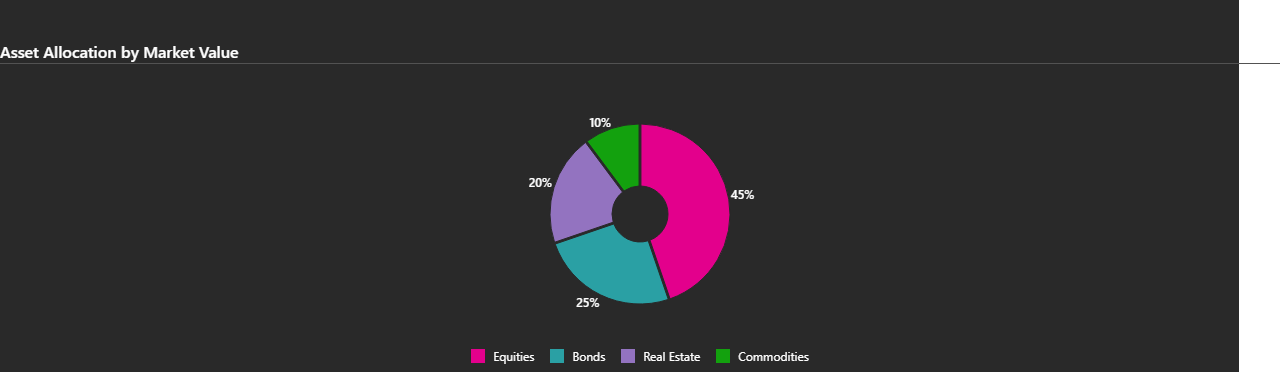 Asset Allocation by Market Value
10%
20%
45%
25%
Equities Bonds Real Estate Commodities